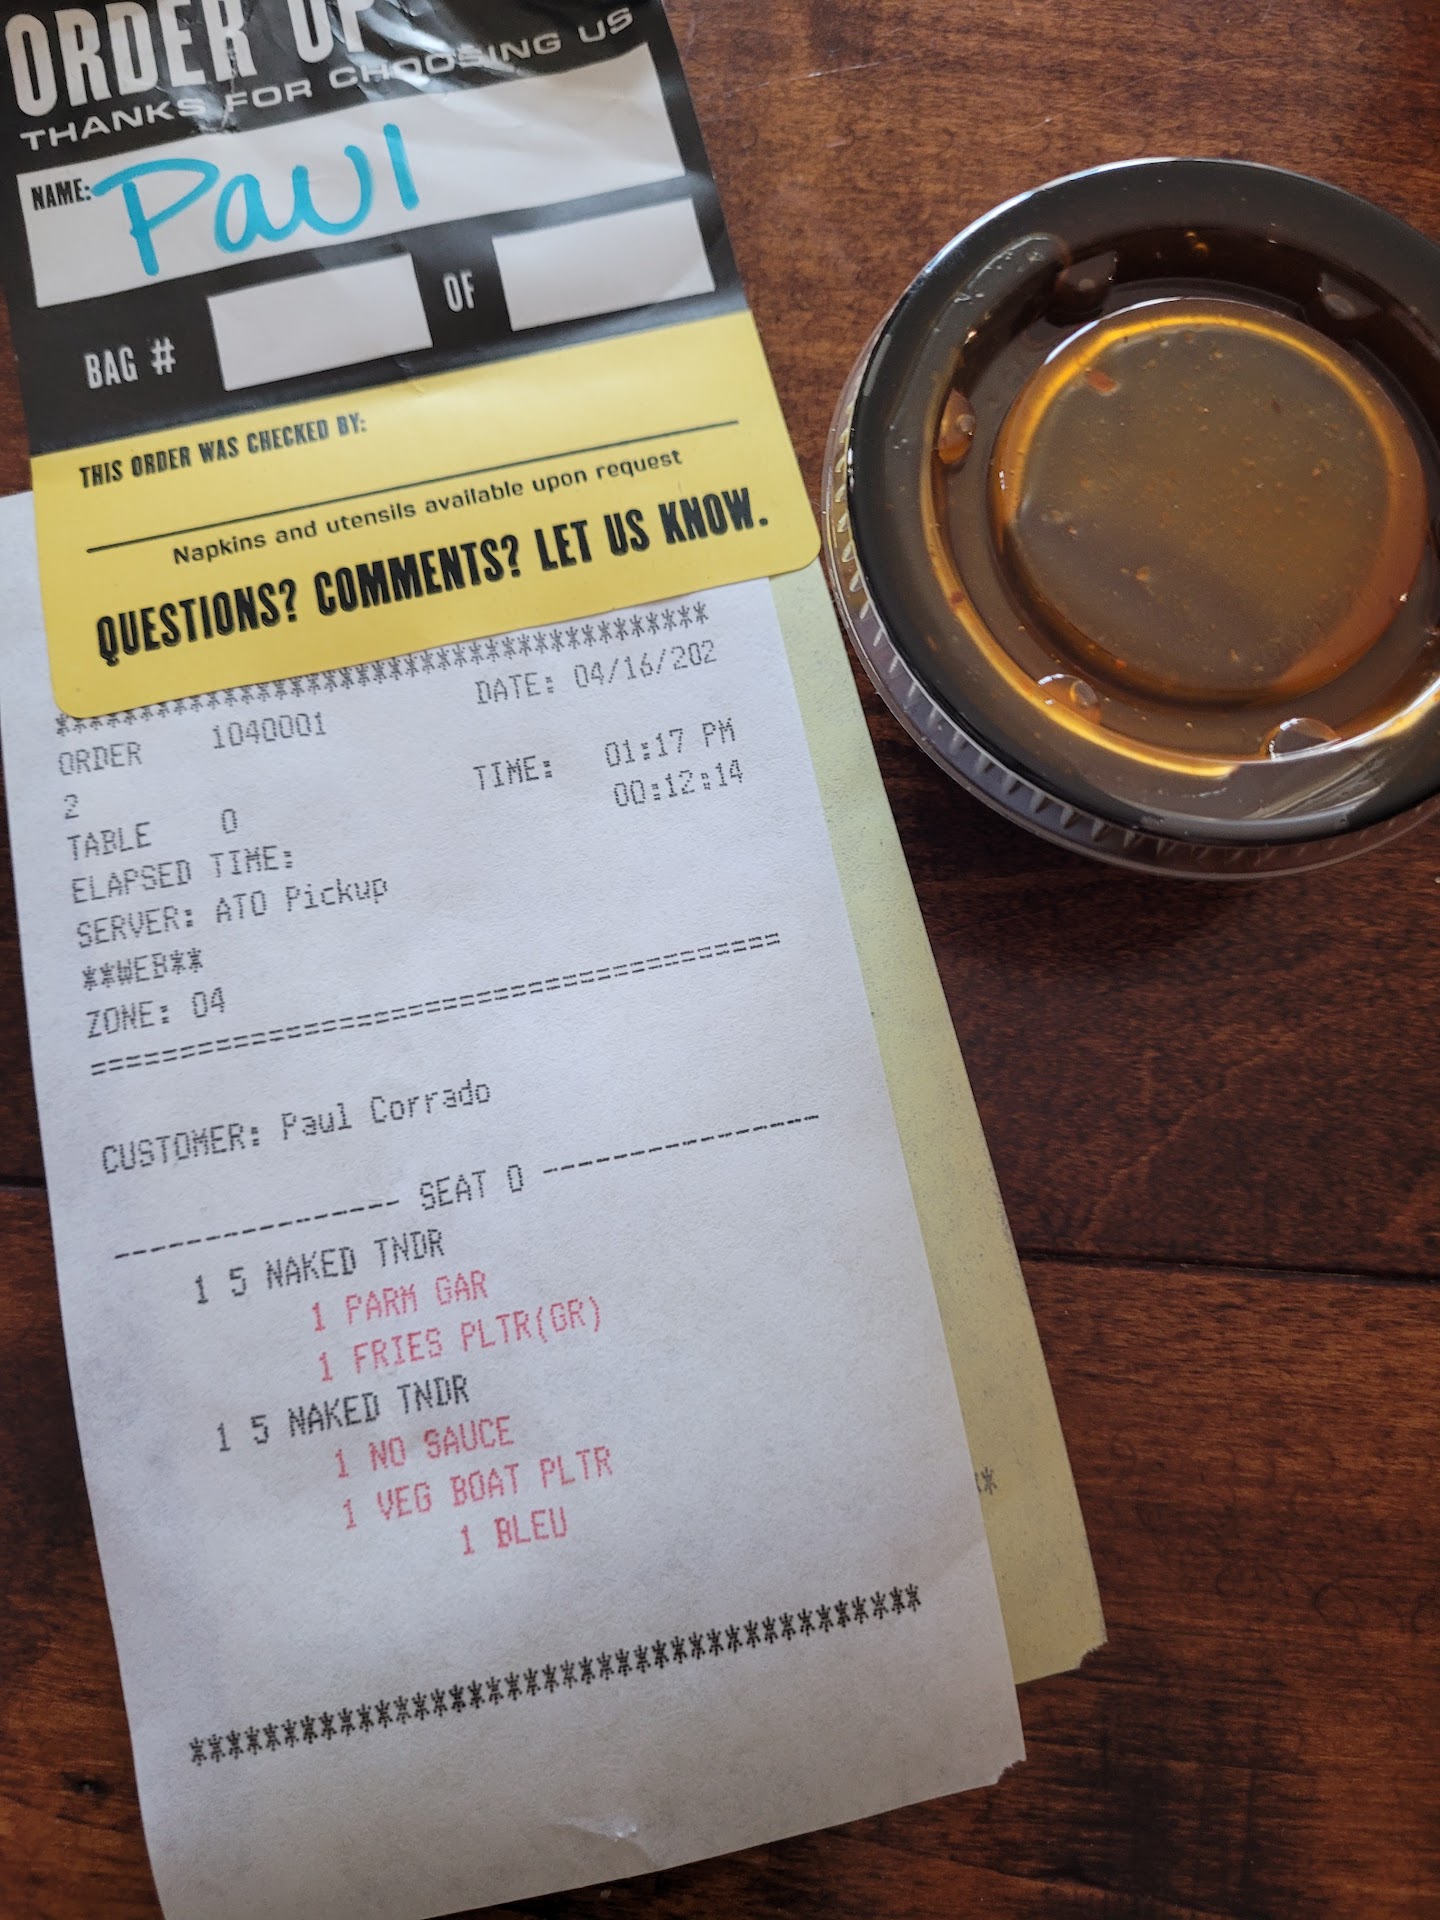 ORDER UP
THANKS FOR CHOOSING US
NAME: Paul
BAG # OF
THIS ORDER WAS CHECKED BY:
Napkins and utensils available upon request
QUESTIONS? COMMENTS? LET US KNOW.
***********************************
ORDER 1040001 DATE: 04/16/202
2
TABLE 0 TIME: 01:17 PM
ELAPSED TIME: 00:12:14
SERVER: ATO Pickup
**WEB**
ZONE: 04
======================================
CUSTOMER: Paul Corrado
---------------- SEAT 0 ----------------
1 5 NAKED TNDR
1 PARM GAR
1 FRIES PLTR(GR)
1 5 NAKED TNDR
1 NO SAUCE
1 VEG BOAT PLTR
1 BLEU
**
****************************************